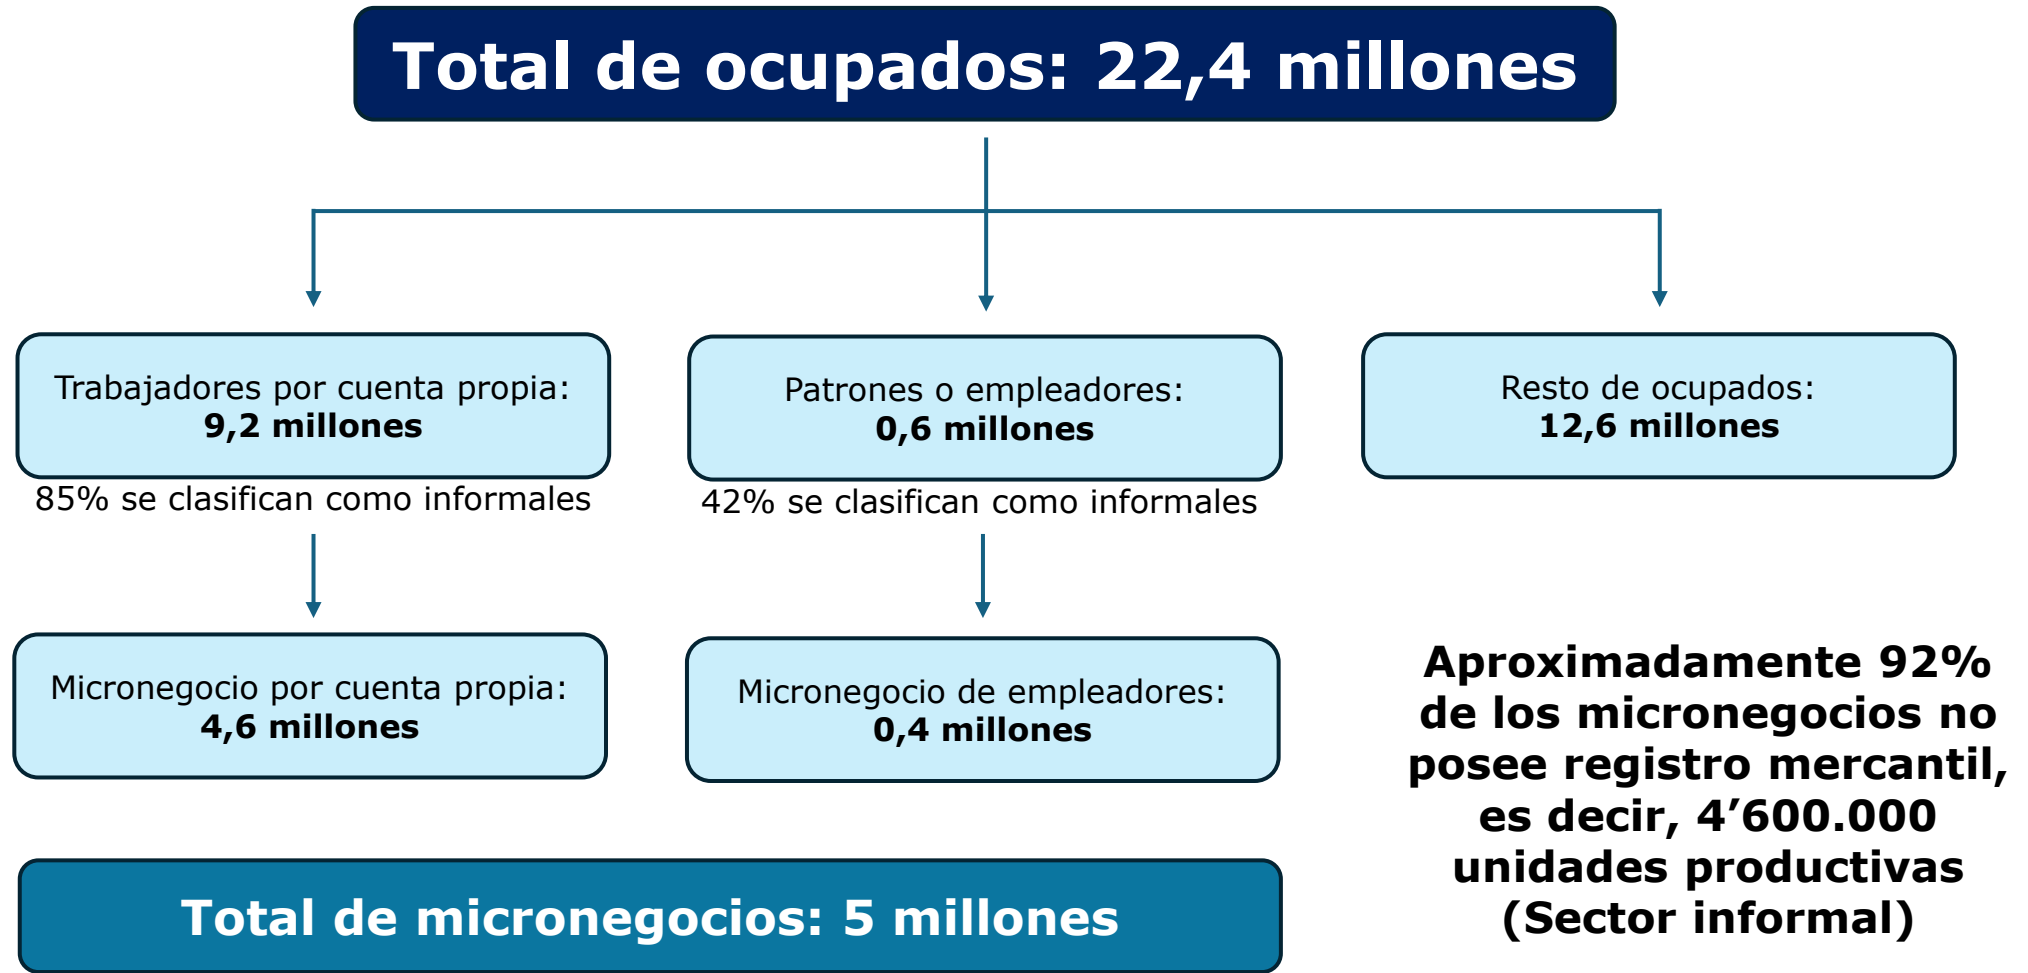 Total de ocupados: 22,4 millones
Trabajadores por cuenta propia:
9,2 millones
85% se clasifican como informales
Patrones o empleadores:
0,6 millones
42% se clasifican como informales
Resto de ocupados:
12,6 millones
Micronegocio por cuenta propia:
4,6 millones
Micronegocio de empleadores:
0,4 millones
Aproximadamente 92%
de los micronegocios no
posee registro mercantil,
es decir, 4’600.000
unidades productivas
(Sector informal)
Total de micronegocios: 5 millones